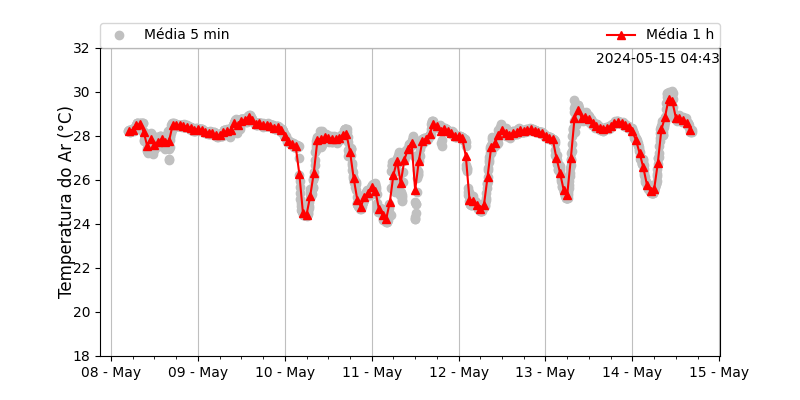 Média 5 min
Média 1 h
2024-05-15 04:43
Temperatura do Ar (°C)
32
30
28
26
24
22
20
18
08 - May
09 - May
10 - May
11 - May
12 - May
13 - May
14 - May
15 - May